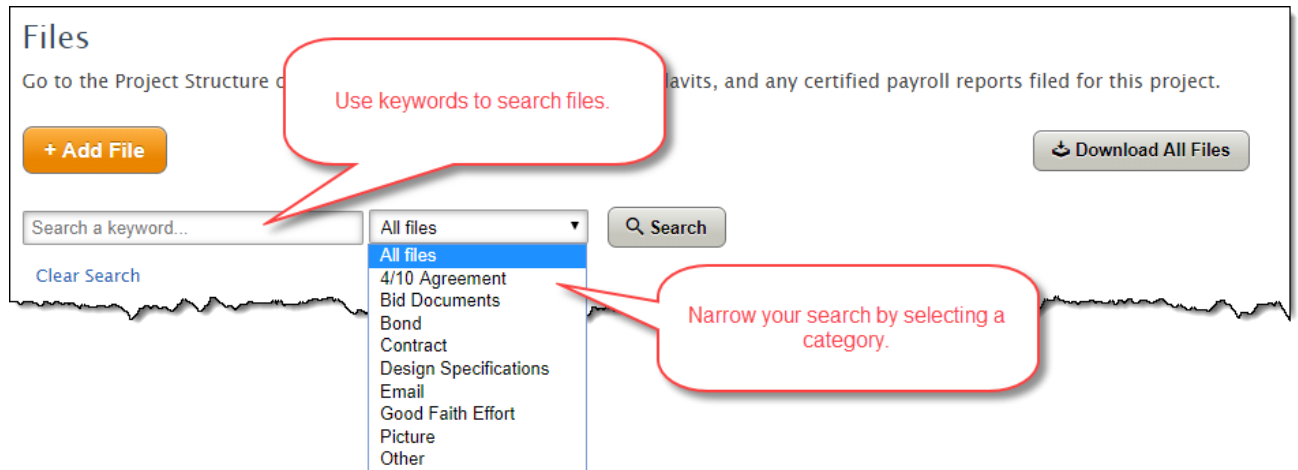 Files
Go to the Project Structure
Use keywords to search files.
and any certified payroll reports filed for this project.
+ Add File
Download All Files
Search a keyword...
All files
Search
Clear Search
All files
4/10 Agreement
Bid Documents
Bond
Contract
Design Specifications
Email
Good Faith Effort
Picture
Other
Narrow your search by selecting a
category.